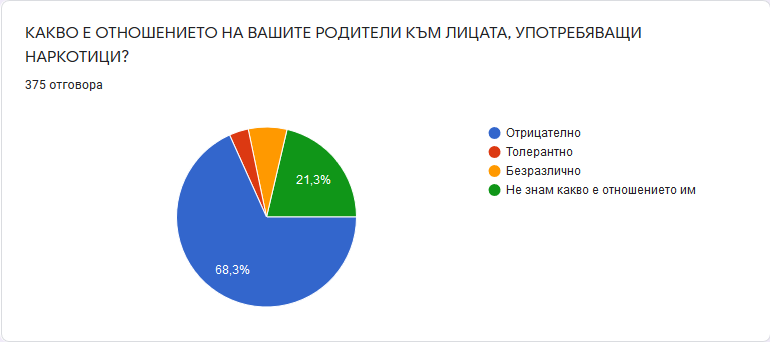 КАКВО Е ОТНОШЕНИЕТО НА ВАШИТЕ РОДИТЕЛИ КЪМ ЛИЦАТА, УПОТРЕБЯВАЩИ
НАРКОТИЦИ?
375 отговора
Отрицателно
Толерантно
Безразлично
Не знам какво е отношението им
21,3%
68,3%